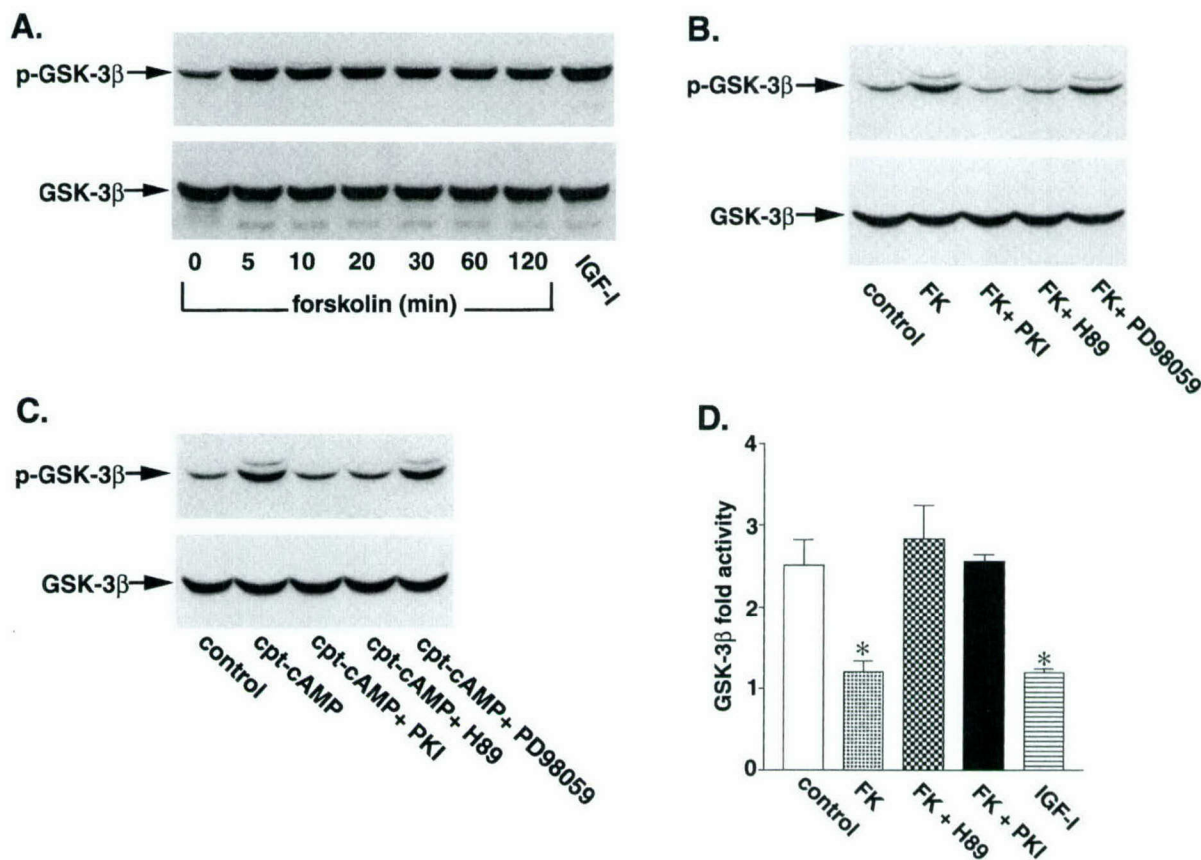 A.
p-GSK-3β
GSK-3β
0 5 10 20 30 60 120 IGF-I
forskolin (min)
B.
p-GSK-3β
GSK-3β
control FK FK+ PKI FK+ H89 FK+ PD98059
C.
p-GSK-3β
GSK-3β
control cpt-cAMP cpt-cAMP+ PKI cpt-cAMP+ H89 cpt-cAMP+ PD98059
D.
GSK-3β fold activity
4
3
2
1
0
* *
control FK FK + H89 FK + PKI IGF-I